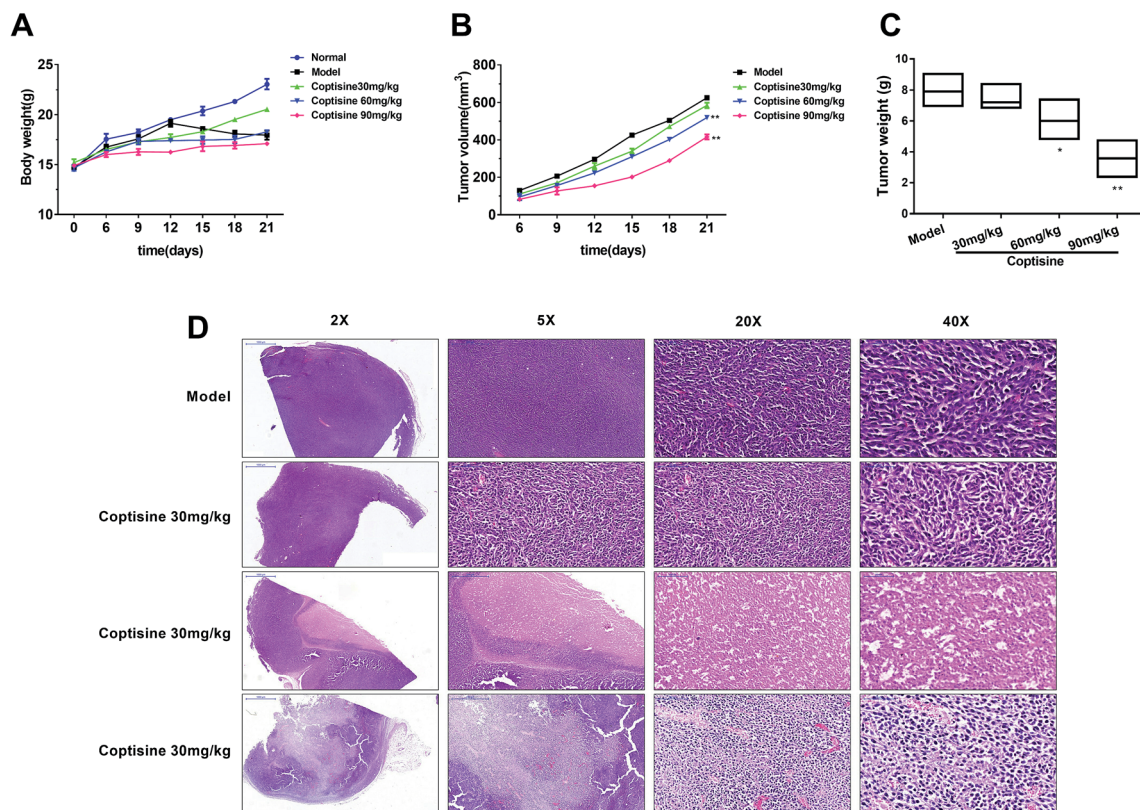 A
Normal
Model
Coptisine30mg/kg
Coptisine 60mg/kg
Coptisine 90mg/kg
Body weight(g)
25
20
15
10
0 6 9 12 15 18 21
time(days)
B
Model
Coptisine30mg/kg
Coptisine 60mg/kg
Coptisine 90mg/kg
Tumor volume(mm³)
800
600
400
200
0
**
**
6 9 12 15 18 21
time(days)
C
Tumor weight (g)
10
8
6
4
2
0
*
**
Model 30mg/kg 60mg/kg 90mg/kg
Coptisine
D
2X 5X 20X 40X
Model
Coptisine 30mg/kg
Coptisine 30mg/kg
Coptisine 30mg/kg